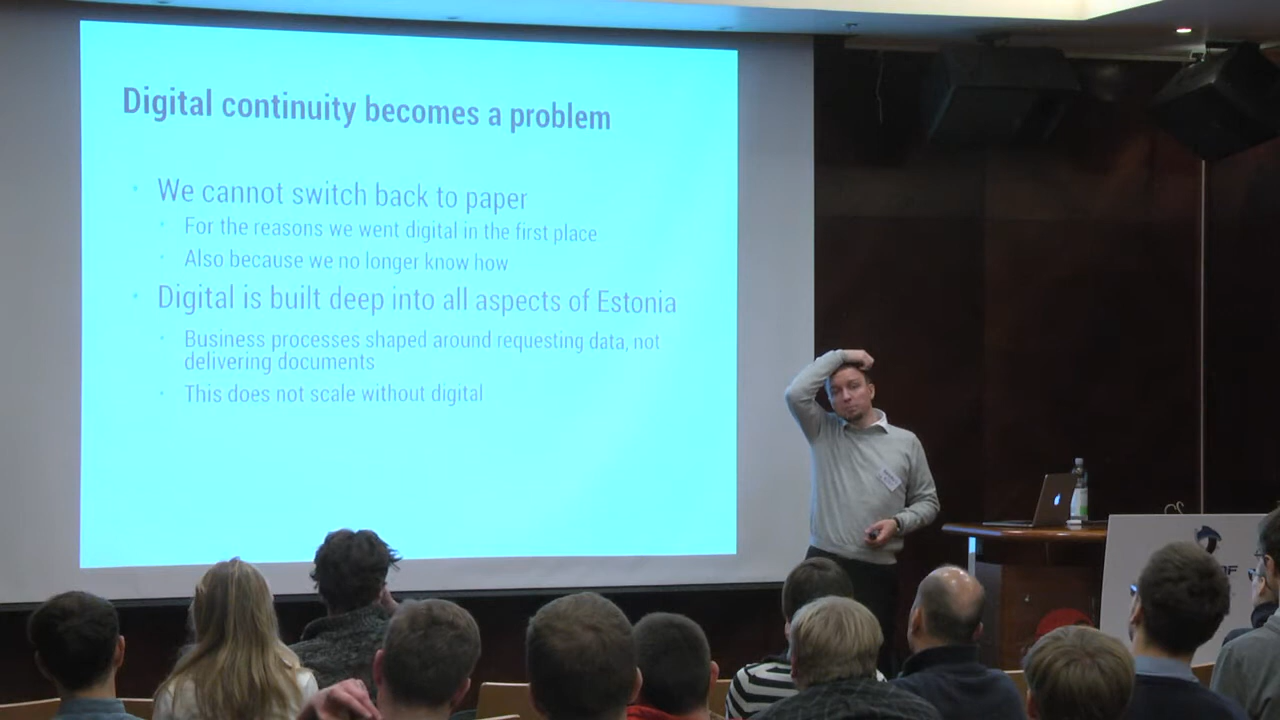 Digital continuity becomes a problem
We cannot switch back to paper
For the reasons we went digital in the first place
Also because we no longer know how
Digital is built deep into all aspects of Estonia
Business processes shaped around requesting data, not
delivering documents
This does not scale without digital